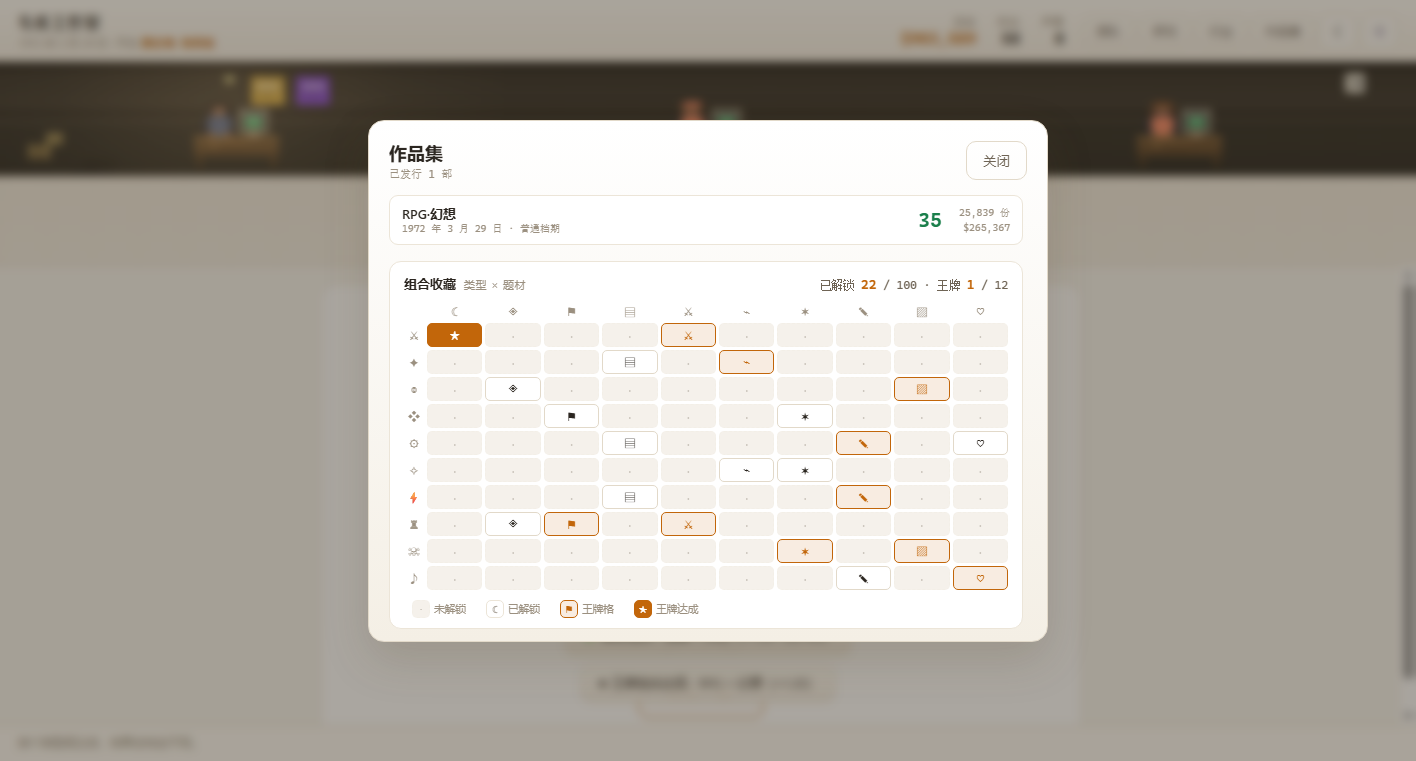 作品集
已发行 1 部
关闭
RPG·幻想
1972 年 3 月 29 日 · 普通档期
35
25,839 份
$265,367
组合收藏 类型 × 题材
已解锁 22 / 100 · 王牌 1 / 12
未解锁 已解锁 王牌格 王牌达成